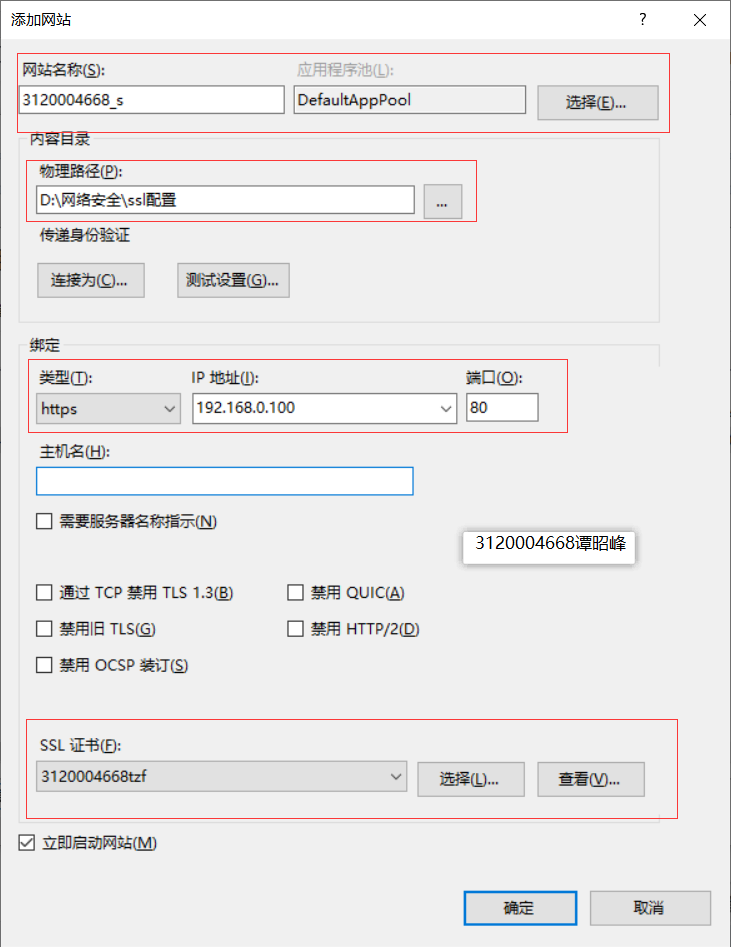 添加网站 ?
网站名称(S): 应用程序池(L):
3120004668_s DefaultAppPool 选择(E)...
内容目录
物理路径(P):
D:\网络安全\ssl配置 ...
传递身份验证
连接为(C)... 测试设置(G)...
绑定
类型(T): IP 地址(I): 端口(O):
https 192.168.0.100 80
主机名(H):
需要服务器名称指示(N)
3120004668谭昭峰
通过 TCP 禁用 TLS 1.3(B) 禁用 QUIC(A)
禁用旧 TLS(G) 禁用 HTTP/2(D)
禁用 OCSP 装订(S)
SSL 证书(F):
3120004668tzf 选择(L)... 查看(V)...
立即启动网站(M)
确定 取消